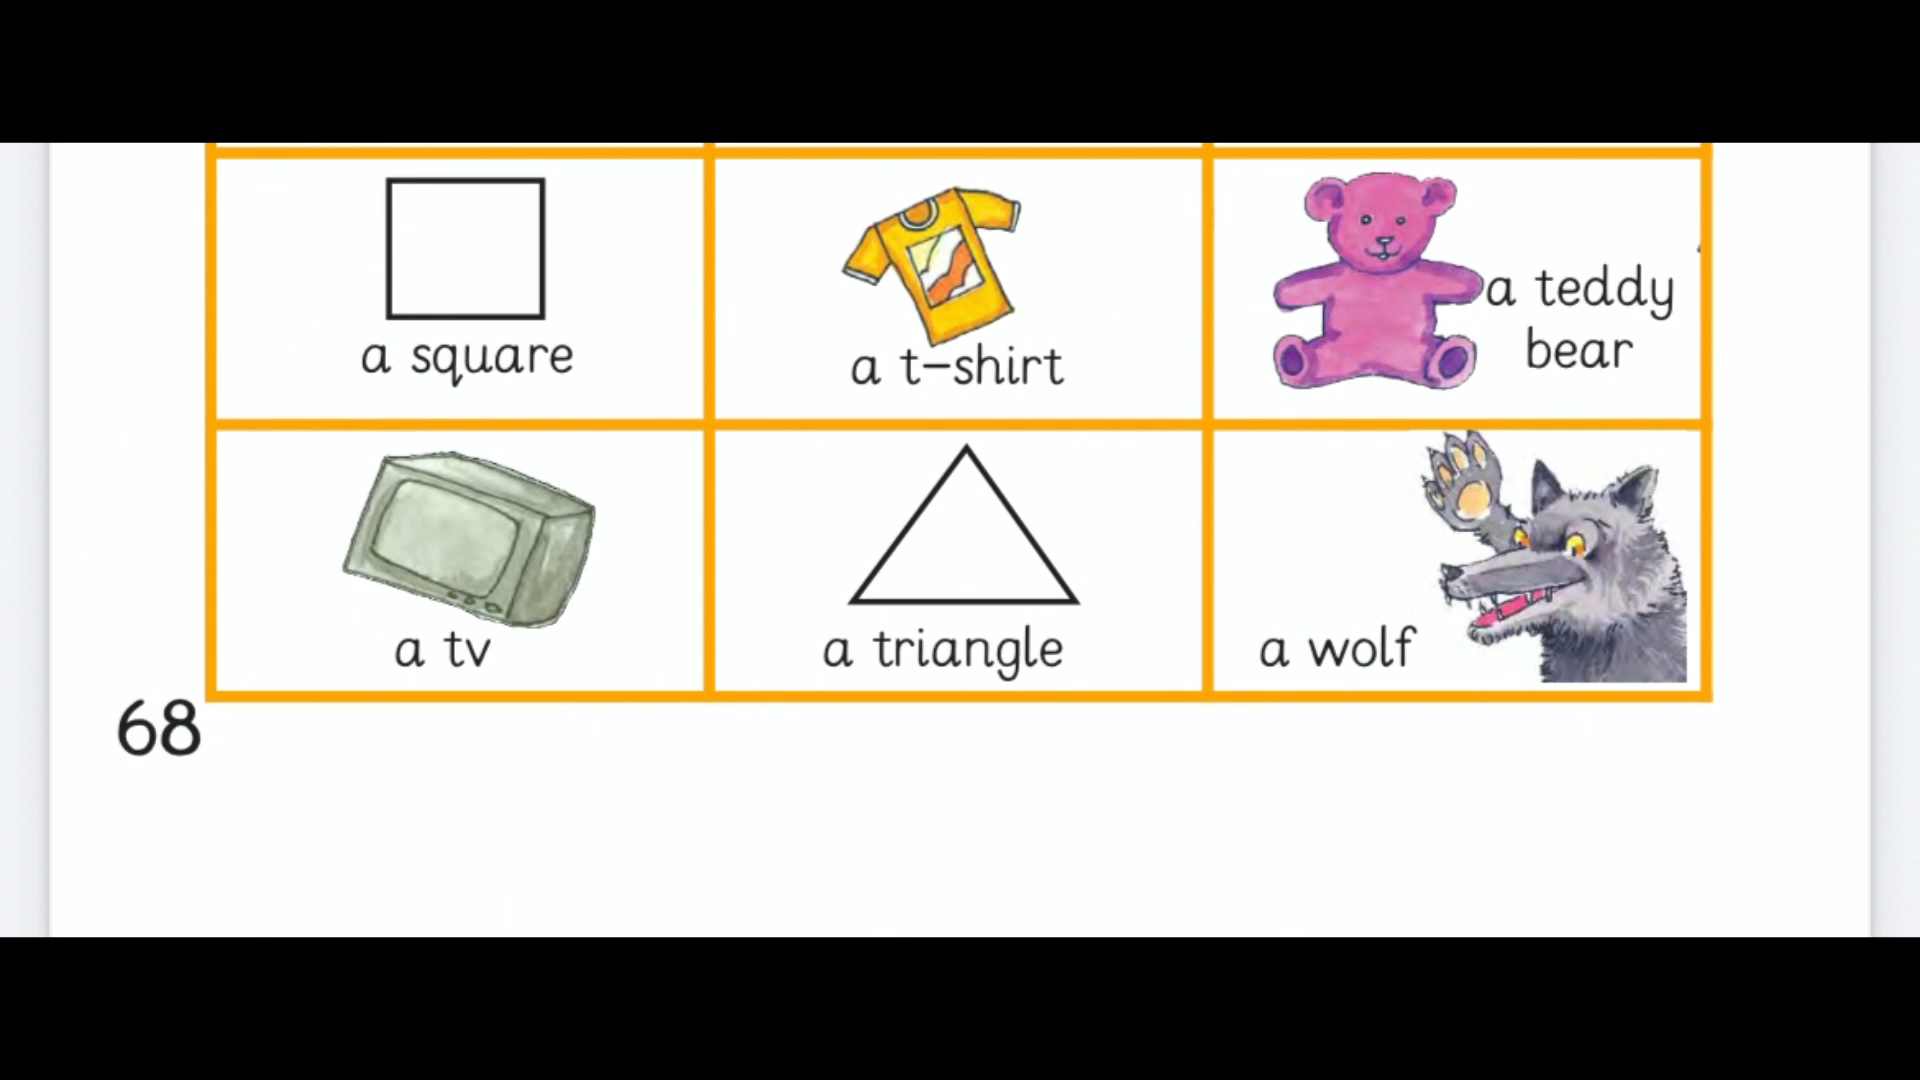 a square
a t-shirt
a teddy
bear
a tv
a triangle
a wolf
68